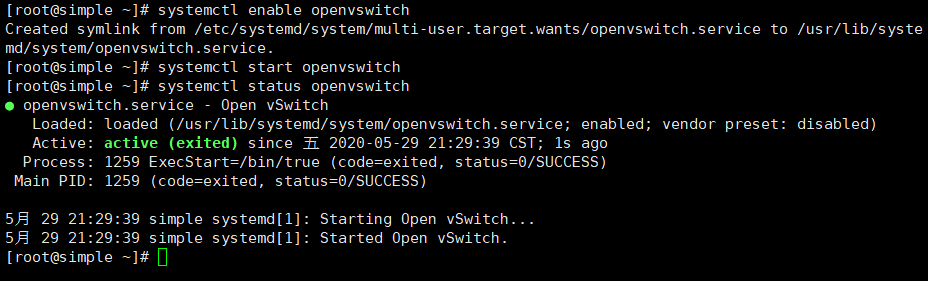 [root@simple ~]# systemctl enable openvswitch
Created symlink from /etc/systemd/system/multi-user.target.wants/openvswitch.service to /usr/lib/syste
md/system/openvswitch.service.
[root@simple ~]# systemctl start openvswitch
[root@simple ~]# systemctl status openvswitch
● openvswitch.service - Open vSwitch
   Loaded: loaded (/usr/lib/systemd/system/openvswitch.service; enabled; vendor preset: disabled)
   Active: active (exited) since 五 2020-05-29 21:29:39 CST; 1s ago
  Process: 1259 ExecStart=/bin/true (code=exited, status=0/SUCCESS)
 Main PID: 1259 (code=exited, status=0/SUCCESS)

5月 29 21:29:39 simple systemd[1]: Starting Open vSwitch...
5月 29 21:29:39 simple systemd[1]: Started Open vSwitch.
[root@simple ~]#